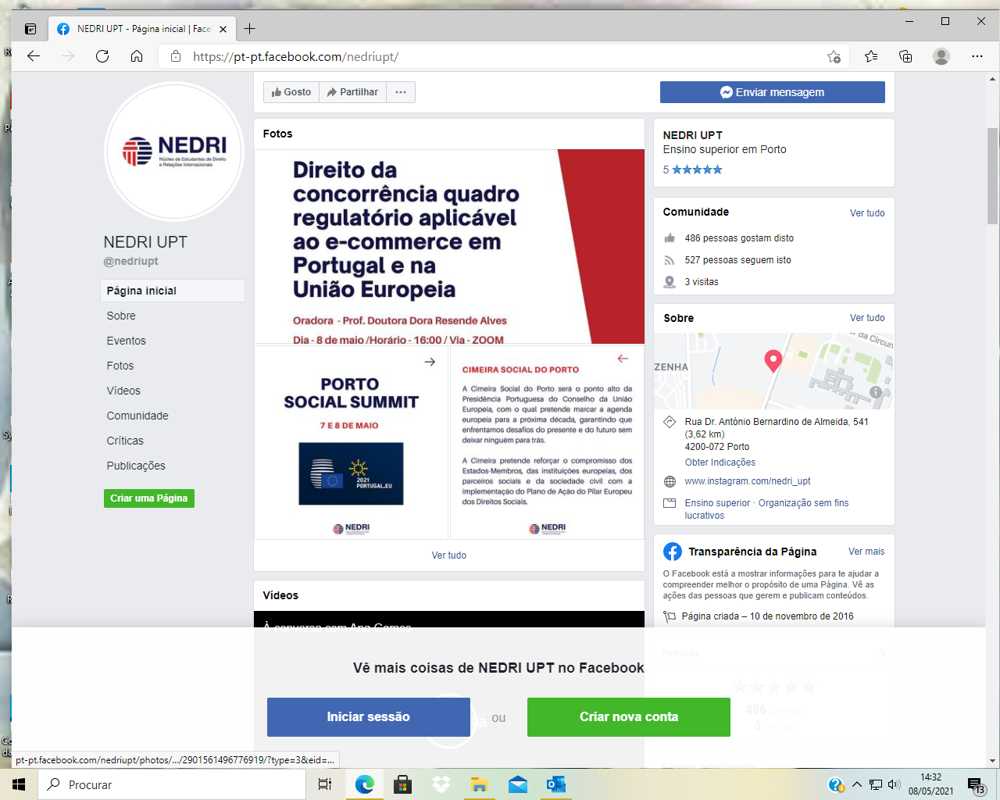 NEDRI UPT - Página inicial | Face
https://pt-pt.facebook.com/nedriupt/
NEDRI
Núcleo de Estudantes de Direito
e Relações Internacionais
NEDRI UPT
@nedriupt
Página inicial
Sobre
Eventos
Fotos
Vídeos
Comunidade
Críticas
Publicações
Criar uma Página
Gosto
Partilhar
Enviar mensagem
Fotos
Direito da
concorrência quadro
regulatório aplicável
ao e-commerce em
Portugal e na
União Europeia
Oradora - Prof. Doutora Dora Resende Alves
Dia - 8 de maio /Horário - 16:00 / Via - ZOOM
PORTO
SOCIAL SUMMIT
7 E 8 DE MAIO
2021
PORTUGAL.EU
NEDRI
CIMEIRA SOCIAL DO PORTO
A Cimeira Social do Porto será o ponto alto da
Presidência Portuguesa do Conselho da União
Europeia, com o qual pretende marcar a agenda
europeia para a próxima década, garantindo que
enfrentamos desafios do presente e do futuro sem
deixar ninguém para trás.
A Cimeira pretende reforçar o compromisso dos
Estados-Membros, das instituições europeias, dos
parceiros sociais e da sociedade civil com a
implementação do Plano de Ação do Pilar Europeu
dos Direitos Sociais.
NEDRI
Ver tudo
Vídeos
À conversa com Ana Gomes
NEDRI UPT
Ensino superior em Porto
5
Comunidade
Ver tudo
486 pessoas gostam disto
527 pessoas seguem isto
3 visitas
Sobre
Ver tudo
ZENHA
da Circun
Rua Dr. António Bernardino de Almeida, 541
(3,62 km)
4200-072 Porto
Obter Indicações
www.instagram.com/nedri_upt
Ensino superior · Organização sem fins
lucrativos
Transparência da Página
Ver mais
O Facebook está a mostrar informações para te ajudar a
compreender melhor o propósito de uma Página. Vê as
ações das pessoas que gerem e publicam conteúdos.
Página criada – 10 de novembro de 2016
Pessoas
486 gostos
3 visitas
Vê mais coisas de NEDRI UPT no Facebook
Iniciar sessão
ou
Criar nova conta
pt-pt.facebook.com/nedriupt/photos/.../2901561496776919/?type=3&eid=...
Procurar
14:32
08/05/2021
13